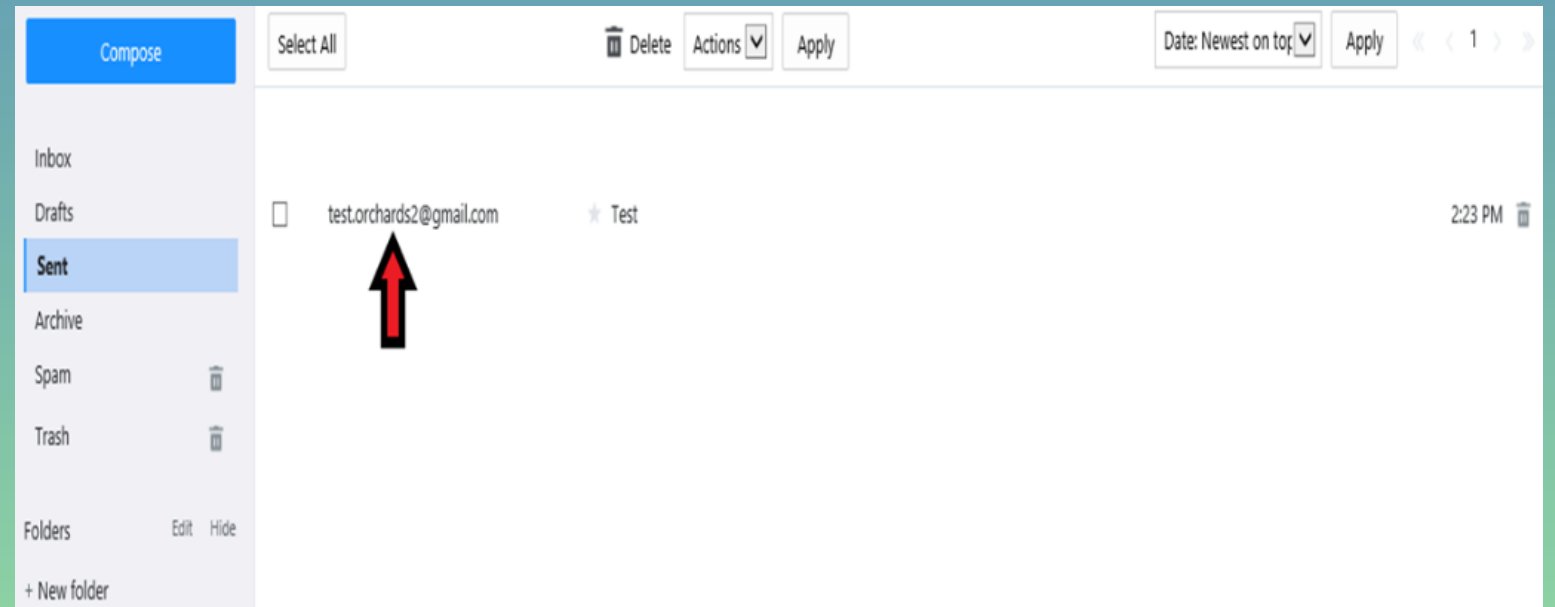 Compose
Select All
Delete
Actions
Apply
Date: Newest on top
Apply
« ‹ 1 › »
Inbox
Drafts
Sent
Archive
Spam
Trash
Folders Edit Hide
+ New folder
test.orchards2@gmail.com Test 2:23 PM